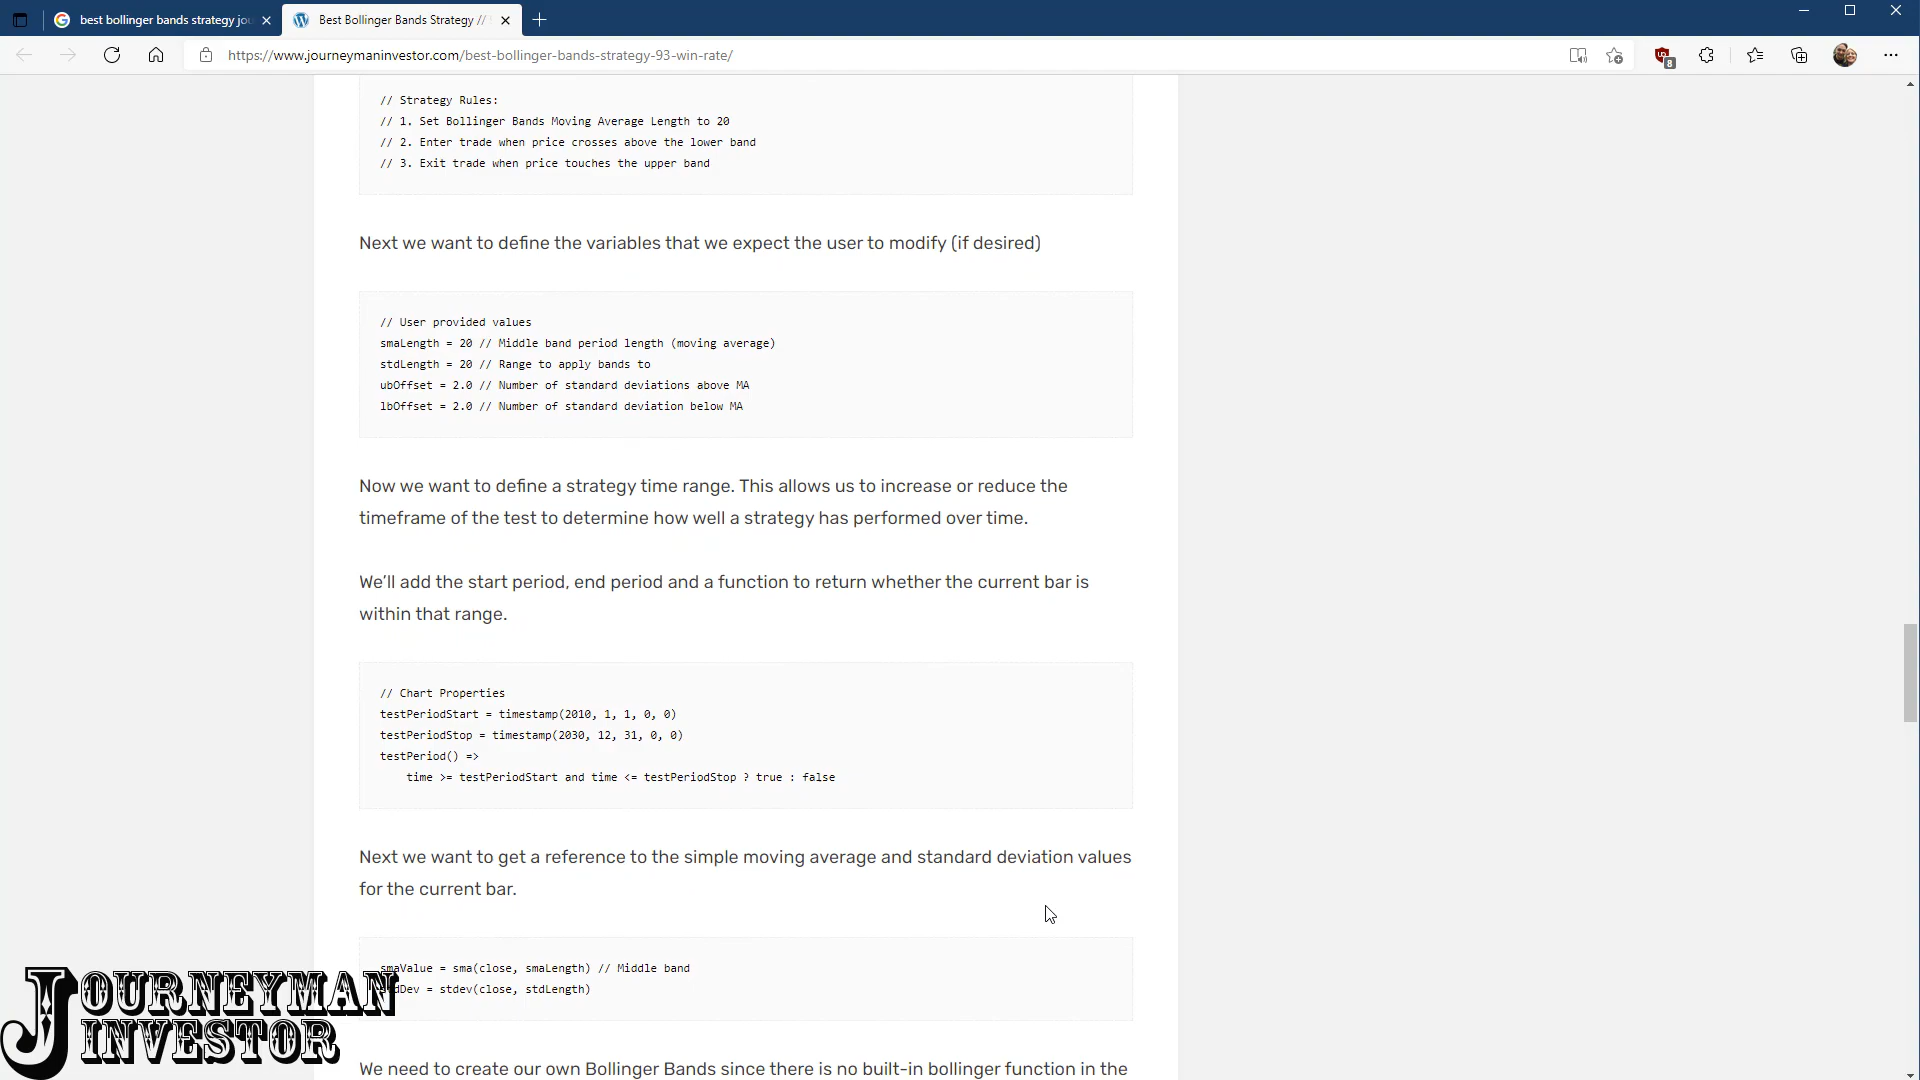 best bollinger bands strategy jou
Best Bollinger Bands Strategy //
https://www.journeymaninvestor.com/best-bollinger-bands-strategy-93-win-rate/
8
// Strategy Rules:
// 1. Set Bollinger Bands Moving Average Length to 20
// 2. Enter trade when price crosses above the lower band
// 3. Exit trade when price touches the upper band
Next we want to define the variables that we expect the user to modify (if desired)
// User provided values
smaLength = 20 // Middle band period length (moving average)
stdLength = 20 // Range to apply bands to
ubOffset = 2.0 // Number of standard deviations above MA
lbOffset = 2.0 // Number of standard deviation below MA
Now we want to define a strategy time range. This allows us to increase or reduce the
timeframe of the test to determine how well a strategy has performed over time.
We'll add the start period, end period and a function to return whether the current bar is
within that range.
// Chart Properties
testPeriodStart = timestamp(2010, 1, 1, 0, 0)
testPeriodStop = timestamp(2030, 12, 31, 0, 0)
testPeriod() =>
time >= testPeriodStart and time <= testPeriodStop ? true : false
Next we want to get a reference to the simple moving average and standard deviation values
for the current bar.
smaValue = sma(close, smaLength) // Middle band
= stdev(close, stdLength)
JOURNEYMAN
INVESTOR
We need to create our own Bollinger Bands since there is no built-in bollinger function in the